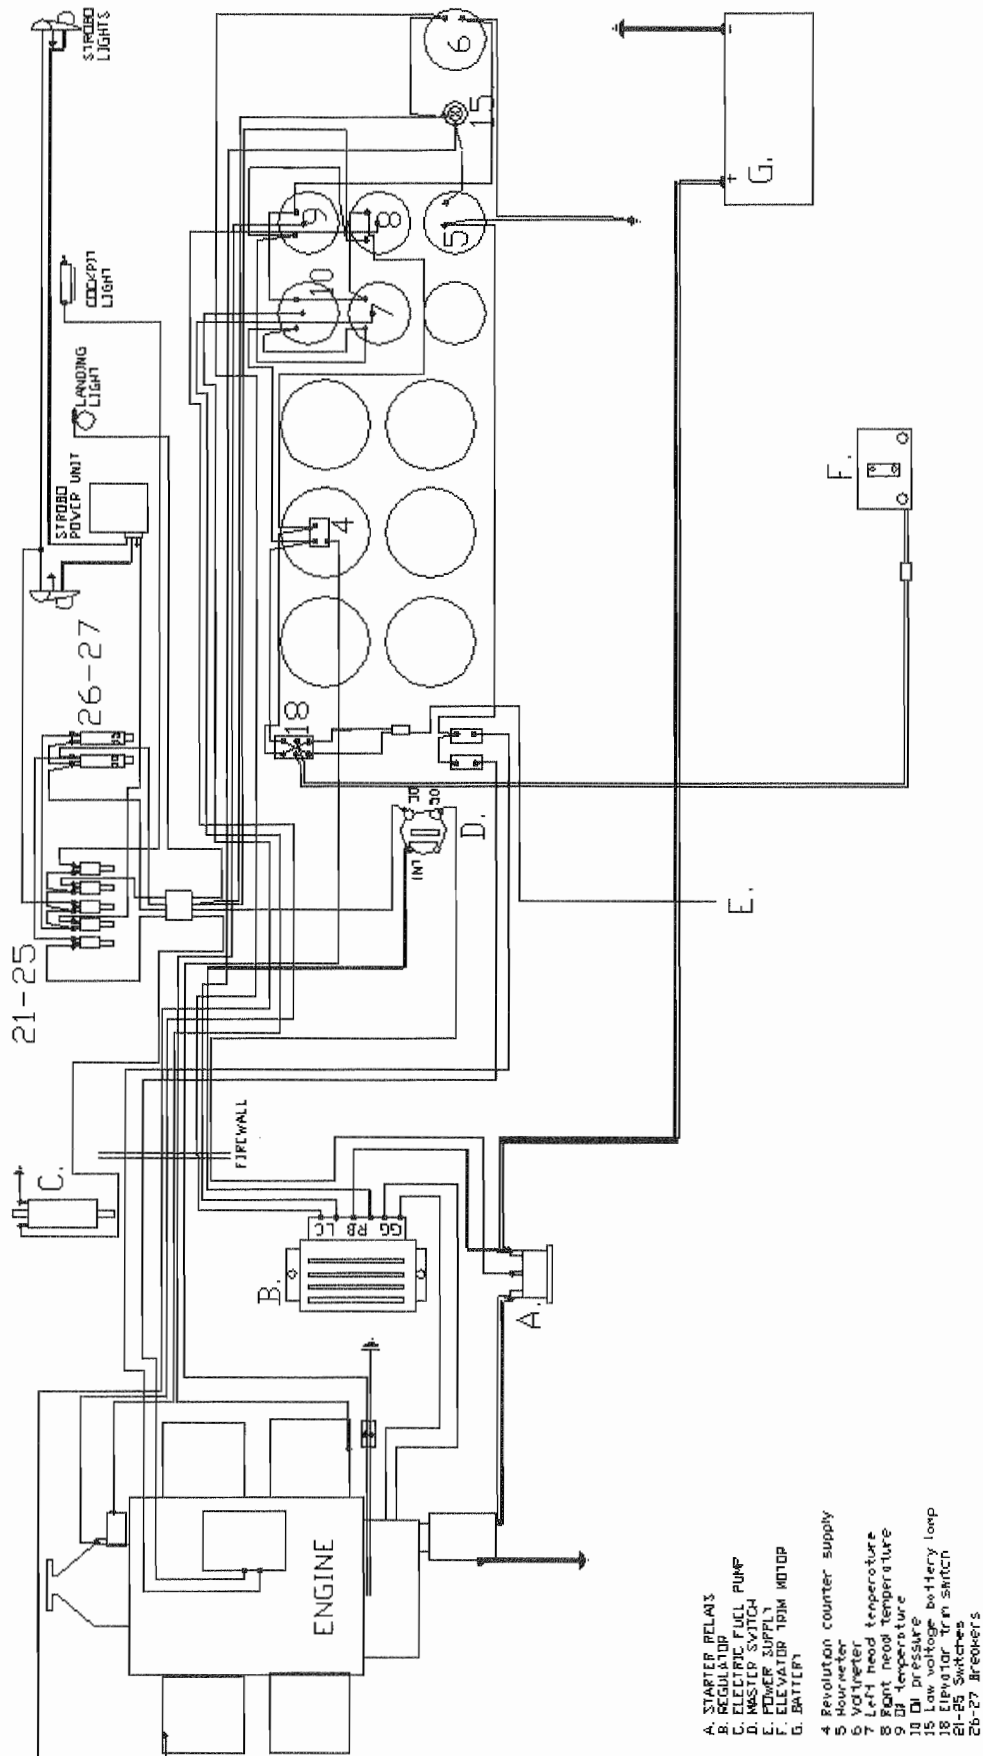 STROBO
LIGHTS
6
15
G.
-
+
9
8
5
10
7
COCKPIT
LIGHT
LANDING
LIGHT
STROBO
POWER UNIT
F.
4
26-27
18
D.
E.
21-25
C.
FIREWALL
B.
LC
RB
GG
A.
ENGINE
A. STARTER RELAIS
B. REGULATOR
C. ELECTRIC FUEL PUMP
D. MASTER SWITCH
E. POWER SUPPLY
F. ELEVATOR TRIM MOTOR
G. BATTERY
4 Revolution counter supply
5 Hourmeter
6 Voltmeter
7 Left head temperature
8 Right head temperature
9 Oil temperature
10 Oil pressure
15 Low voltage battery lamp
18 Elevator trim switch
21-25 Switches
26-27 Breakers